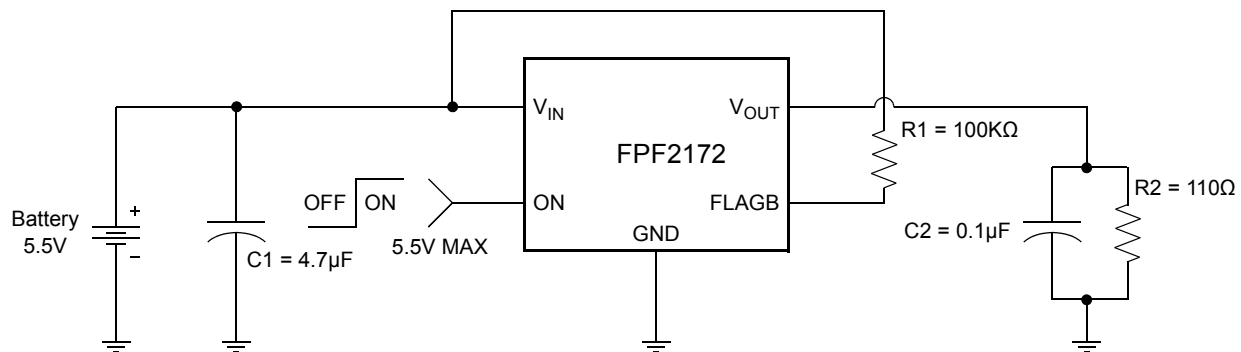 V_IN
V_OUT
R1 = 100KΩ
FPF2172
OFF ON
ON
FLAGB
R2 = 110Ω
Battery
5.5V
+
–
C1 = 4.7µF
5.5V MAX
GND
C2 = 0.1µF